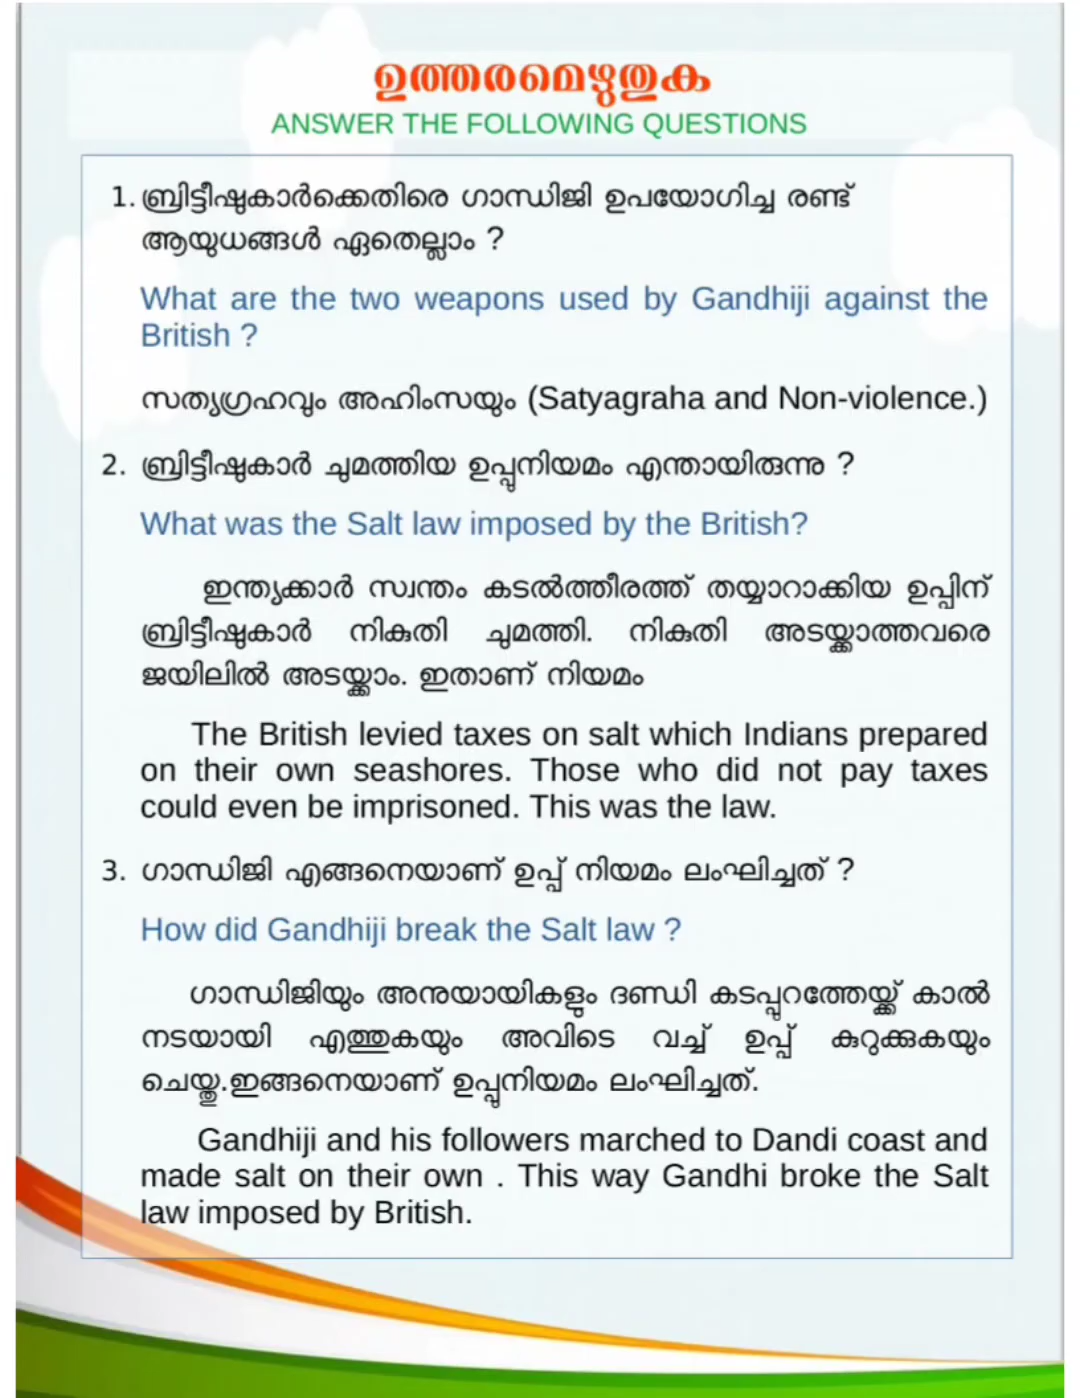 ഉത്തരമെഴുതുക
ANSWER THE FOLLOWING QUESTIONS
1. ബ്രിട്ടീഷുകാർക്കെതിരെ ഗാന്ധിജി ഉപയോഗിച്ച രണ്ട്
ആയുധങ്ങൾ ഏതെല്ലാം ?
What are the two weapons used by Gandhiji against the
British ?
സത്യഗ്രഹവും അഹിംസയും (Satyagraha and Non-violence.)
2. ബ്രിട്ടീഷുകാർ ചുമത്തിയ ഉപ്പുനിയമം എന്തായിരുന്നു ?
What was the Salt law imposed by the British?
ഇന്ത്യക്കാർ സ്വന്തം കടൽത്തീരത്ത് തയ്യാറാക്കിയ ഉപ്പിന്
ബ്രിട്ടീഷുകാർ നികുതി ചുമത്തി. നികുതി അടയ്ക്കാത്തവരെ
ജയിലിൽ അടയ്ക്കാം. ഇതാണ് നിയമം
The British levied taxes on salt which Indians prepared
on their own seashores. Those who did not pay taxes
could even be imprisoned. This was the law.
3. ഗാന്ധിജി എങ്ങനെയാണ് ഉപ്പ് നിയമം ലംഘിച്ചത് ?
How did Gandhiji break the Salt law ?
ഗാന്ധിജിയും അനുയായികളും ദണ്ഡി കടപ്പുറത്തേയ്ക്ക് കാൽ
നടയായി എത്തുകയും അവിടെ വച്ച് ഉപ്പ് കുറുക്കുകയും
ചെയ്തു.ഇങ്ങനെയാണ് ഉപ്പുനിയമം ലംഘിച്ചത്.
Gandhiji and his followers marched to Dandi coast and
made salt on their own . This way Gandhi broke the Salt
law imposed by British.